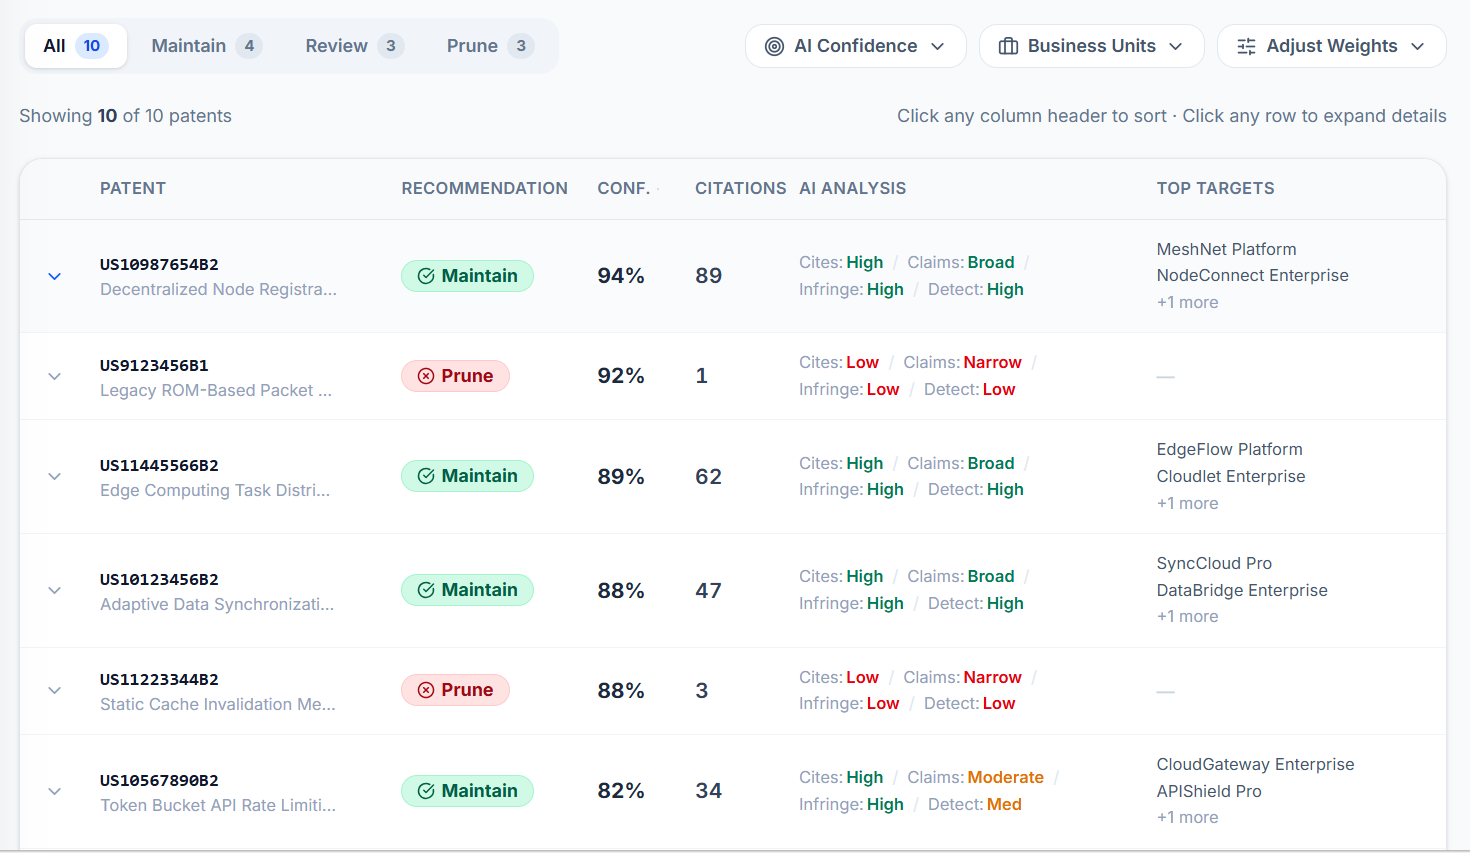 All 10 Maintain 4 Review 3 Prune 3 AI Confidence Business Units Adjust Weights
Showing 10 of 10 patents Click any column header to sort · Click any row to expand details
PATENT RECOMMENDATION CONF. CITATIONS AI ANALYSIS TOP TARGETS
US10987654B2
Decentralized Node Registra...
Maintain
94%
89
Cites: High / Claims: Broad /
Infringe: High / Detect: High
MeshNet Platform
NodeConnect Enterprise
+1 more
US9123456B1
Legacy ROM-Based Packet ...
Prune
92%
1
Cites: Low / Claims: Narrow /
Infringe: Low / Detect: Low
—
US11445566B2
Edge Computing Task Distri...
Maintain
89%
62
Cites: High / Claims: Broad /
Infringe: High / Detect: High
EdgeFlow Platform
Cloudlet Enterprise
+1 more
US10123456B2
Adaptive Data Synchronizati...
Maintain
88%
47
Cites: High / Claims: Broad /
Infringe: High / Detect: High
SyncCloud Pro
DataBridge Enterprise
+1 more
US11223344B2
Static Cache Invalidation Me...
Prune
88%
3
Cites: Low / Claims: Narrow /
Infringe: Low / Detect: Low
—
US10567890B2
Token Bucket API Rate Limiti...
Maintain
82%
34
Cites: High / Claims: Moderate /
Infringe: High / Detect: Med
CloudGateway Enterprise
APIShield Pro
+1 more